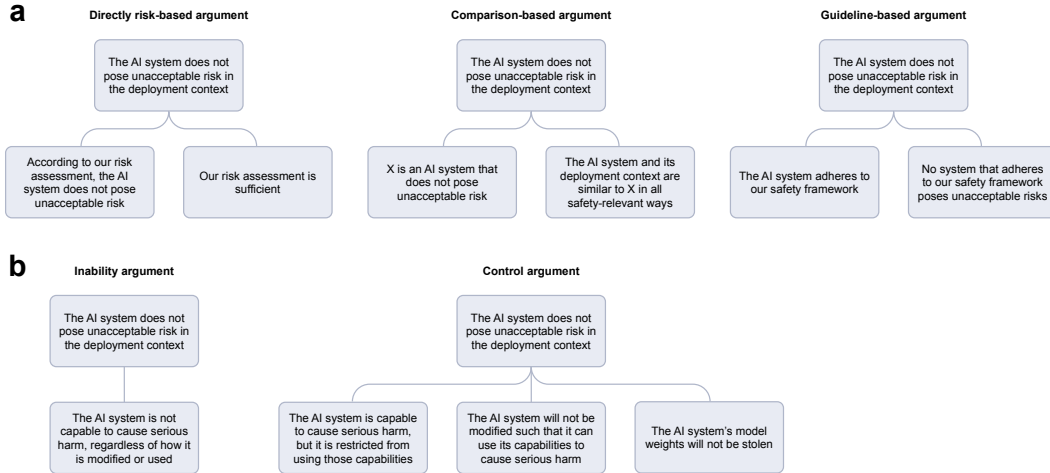 a
Directly risk-based argument
The AI system does not
pose unacceptable risk in
the deployment context
According to our risk
assessment, the AI
system does not pose
unacceptable risk
Our risk assessment is
sufficient
Comparison-based argument
The AI system does not
pose unacceptable risk in
the deployment context
X is an AI system that
does not pose
unacceptable risk
The AI system and its
deployment context are
similar to X in all
safety-relevant ways
Guideline-based argument
The AI system does not
pose unacceptable risk in
the deployment context
The AI system adheres to
our safety framework
No system that adheres
to our safety framework
poses unacceptable risks
b
Inability argument
The AI system does not
pose unacceptable risk in
the deployment context
The AI system is not
capable to cause serious
harm, regardless of how it
is modified or used
Control argument
The AI system does not
pose unacceptable risk in
the deployment context
The AI system is capable
to cause serious harm,
but it is restricted from
using those capabilities
The AI system will not be
modified such that it can
use its capabilities to
cause serious harm
The AI system's model
weights will not be stolen